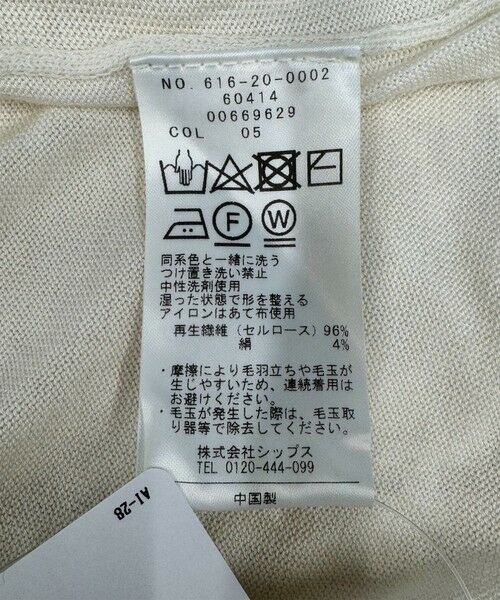 NO. 616-20-0002
60414
00669629
COL 05
F W
同系色と一緒に洗う
つけ置き洗い禁止
中性洗剤使用
湿った状態で形を整える
アイロンはあて布使用
再生繊維（セルロース）96%
絹 4%
・摩擦により毛羽立ちや毛玉が
生じやすいため、連続着用は
お避けください。
・毛玉が発生した際は、毛玉取
り器等で除去してください。
株式会社シップス
TEL 0120-444-099
中国製
AI-28